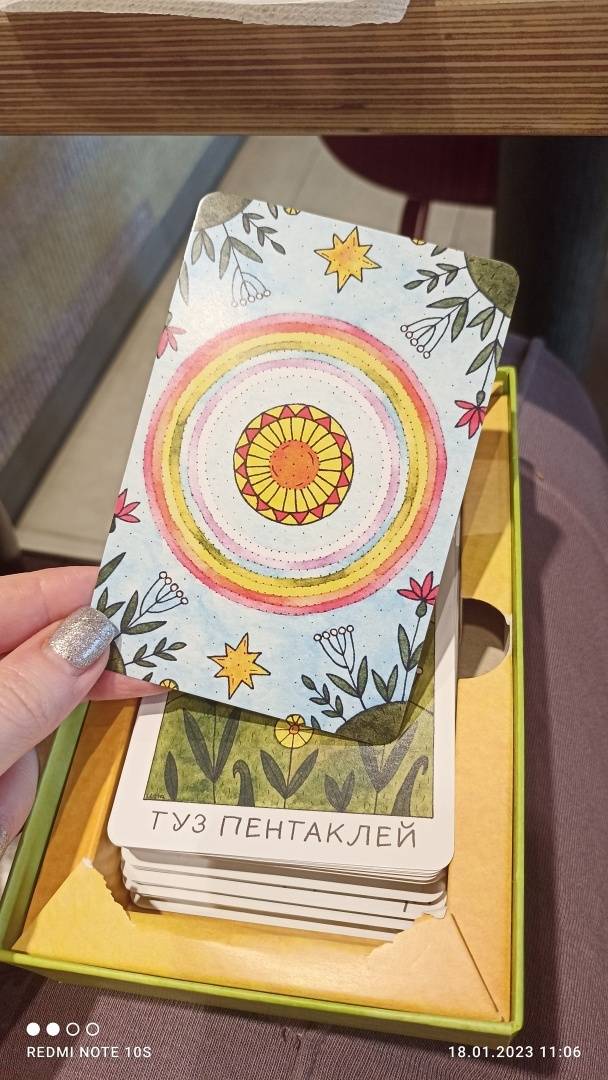 ТУЗ ПЕНТАКЛЕЙ
REDMI NOTE 10S
18.01.2023 11:06